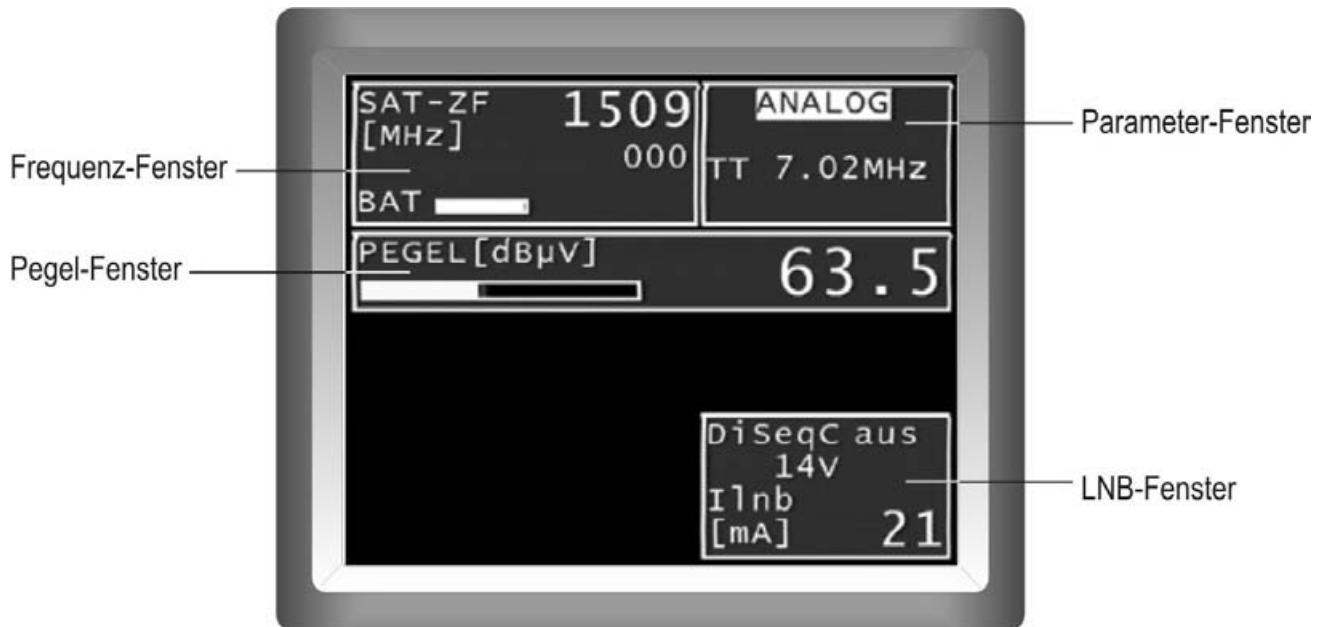 SAT-ZF 1509
[MHz]
000
BAT
ANALOG
TT 7.02MHz
Parameter-Fenster
Frequenz-Fenster
PEGEL[dBµV] 63.5
Pegel-Fenster
DiSeqC aus
14V
Ilnb
[mA] 21
LNB-Fenster